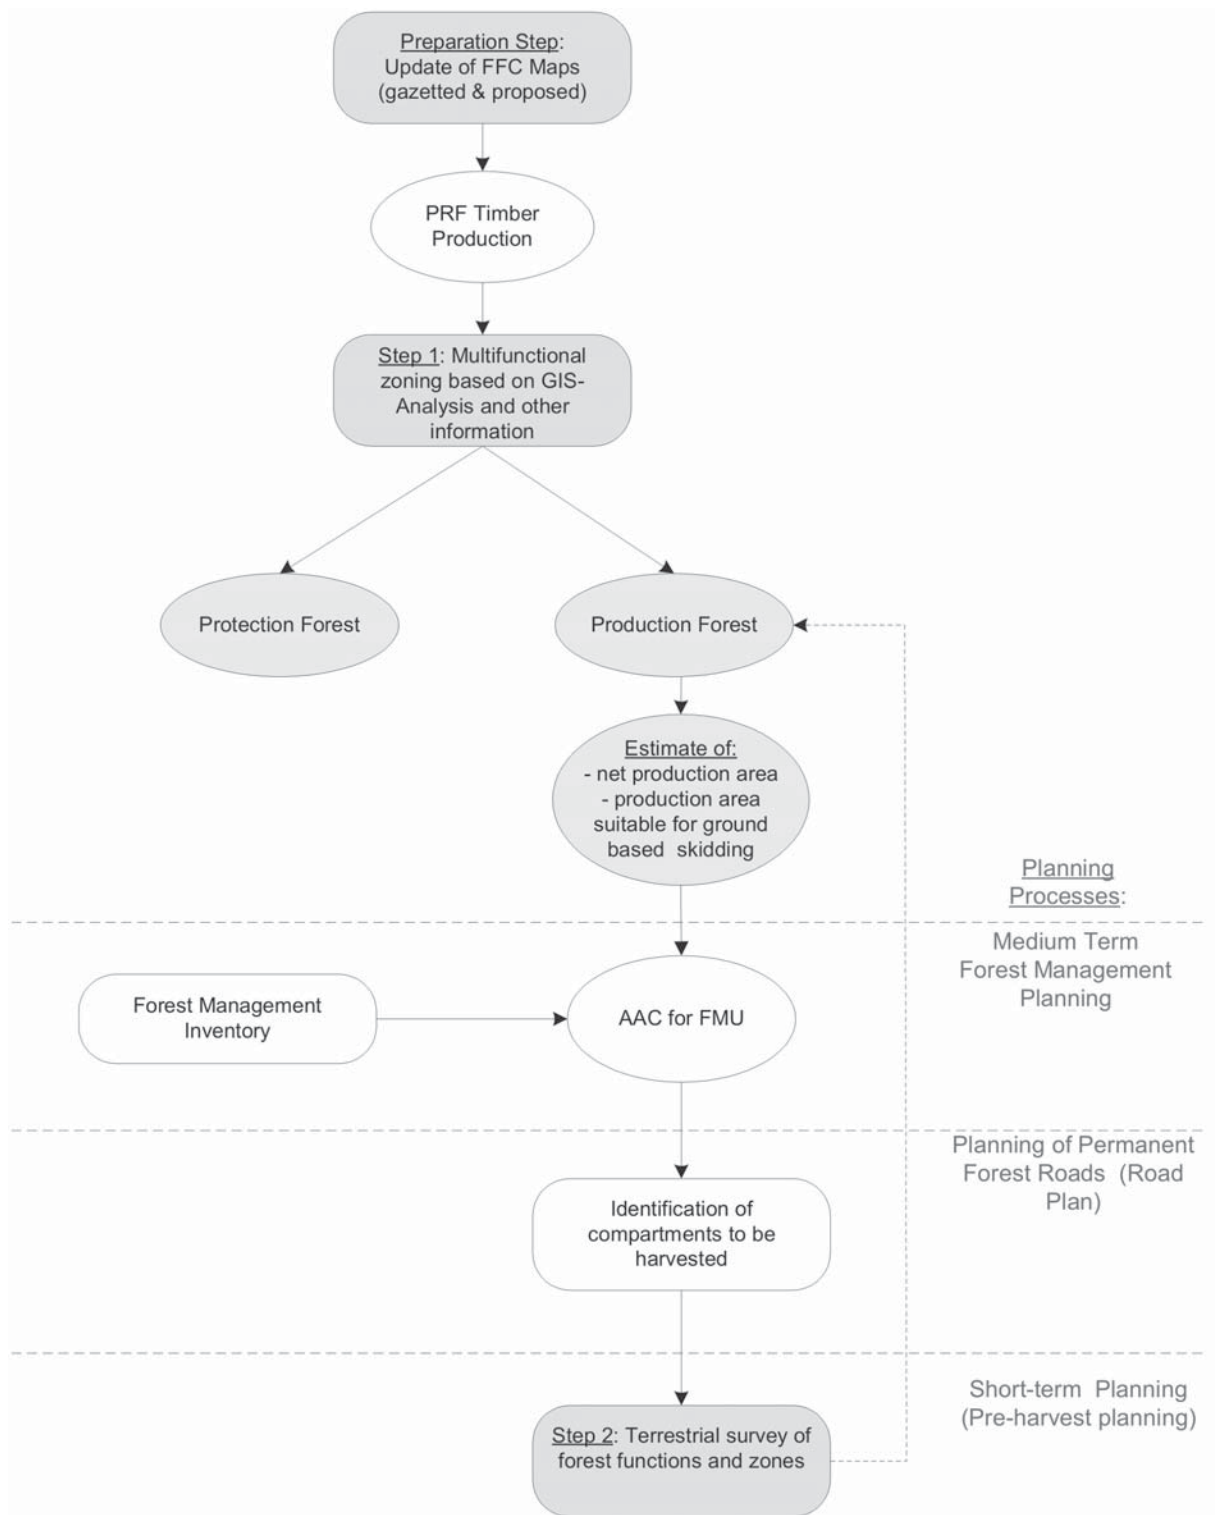 Preparation Step:
Update of FFC Maps
(gazetted & proposed)
PRF Timber
Production
Step 1: Multifunctional
zoning based on GIS-
Analysis and other
information
Protection Forest
Production Forest
Estimate of:
- net production area
- production area
suitable for ground
based skidding
Planning
Processes:
Medium Term
Forest Management
Planning
Forest Management
Inventory
AAC for FMU
Planning of Permanent
Forest Roads (Road
Plan)
Identification of
compartments to be
harvested
Short-term Planning
(Pre-harvest planning)
Step 2: Terrestrial survey of
forest functions and zones